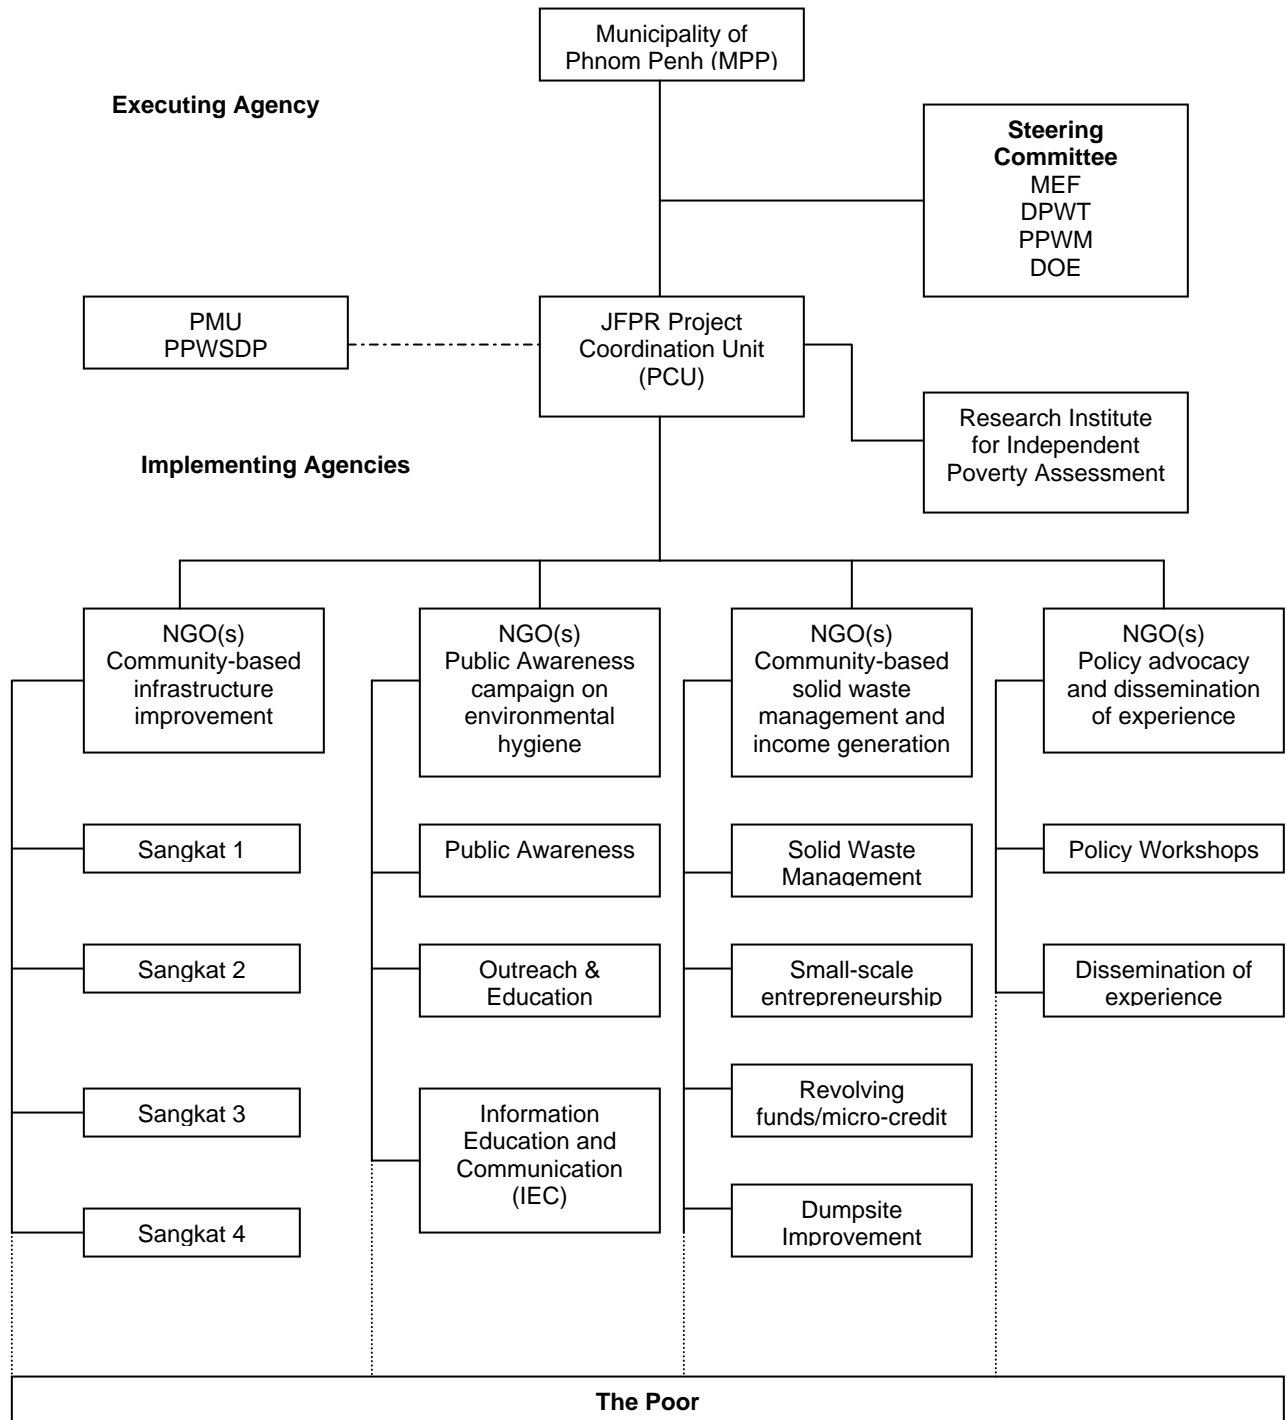 Municipality of
Phnom Penh (MPP)
Executing Agency
Steering
Committee
MEF
DPWT
PPWM
DOE
PMU
PPWSDP
JFPR Project
Coordination Unit
(PCU)
Research Institute
for Independent
Poverty Assessment
Implementing Agencies
NGO(s)
Community-based
infrastructure
improvement
NGO(s)
Public Awareness
campaign on
environmental
hygiene
NGO(s)
Community-based
solid waste
management and
income generation
NGO(s)
Policy advocacy
and dissemination
of experience
Sangkat 1
Public Awareness
Solid Waste
Management
Policy Workshops
Sangkat 2
Outreach &
Education
Small-scale
entrepreneurship
Dissemination of
experience
Sangkat 3
Information
Education and
Communication
(IEC)
Revolving
funds/micro-credit
Sangkat 4
Dumpsite
Improvement
The Poor